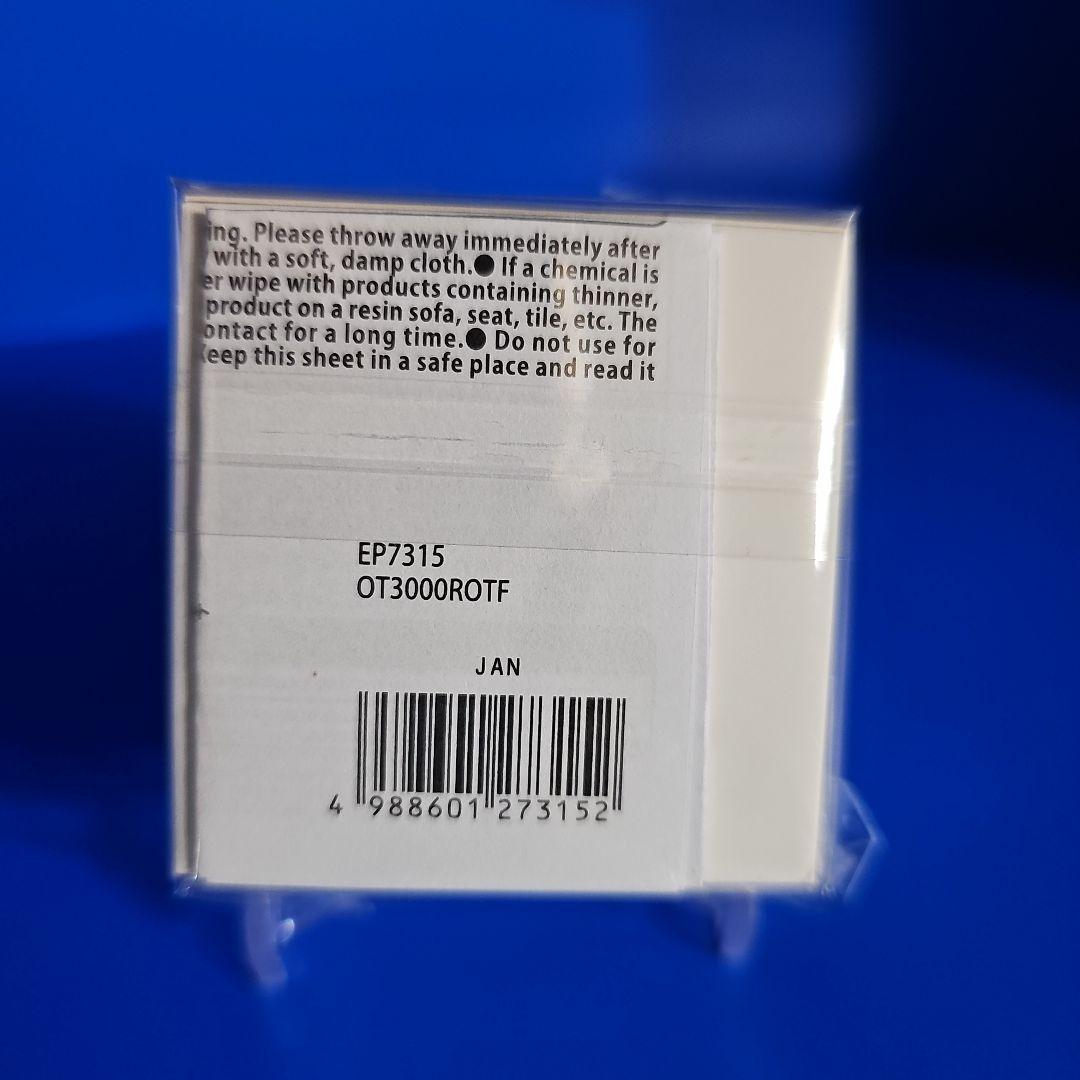 ing. Please throw away immediately after
with a soft, damp cloth.● If a chemical is
er wipe with products containing thinner,
product on a resin sofa, seat, tile, etc. The
ontact for a long time.● Do not use for
eep this sheet in a safe place and read it
EP7315
OT3000ROTF
JAN
4 988601 273152